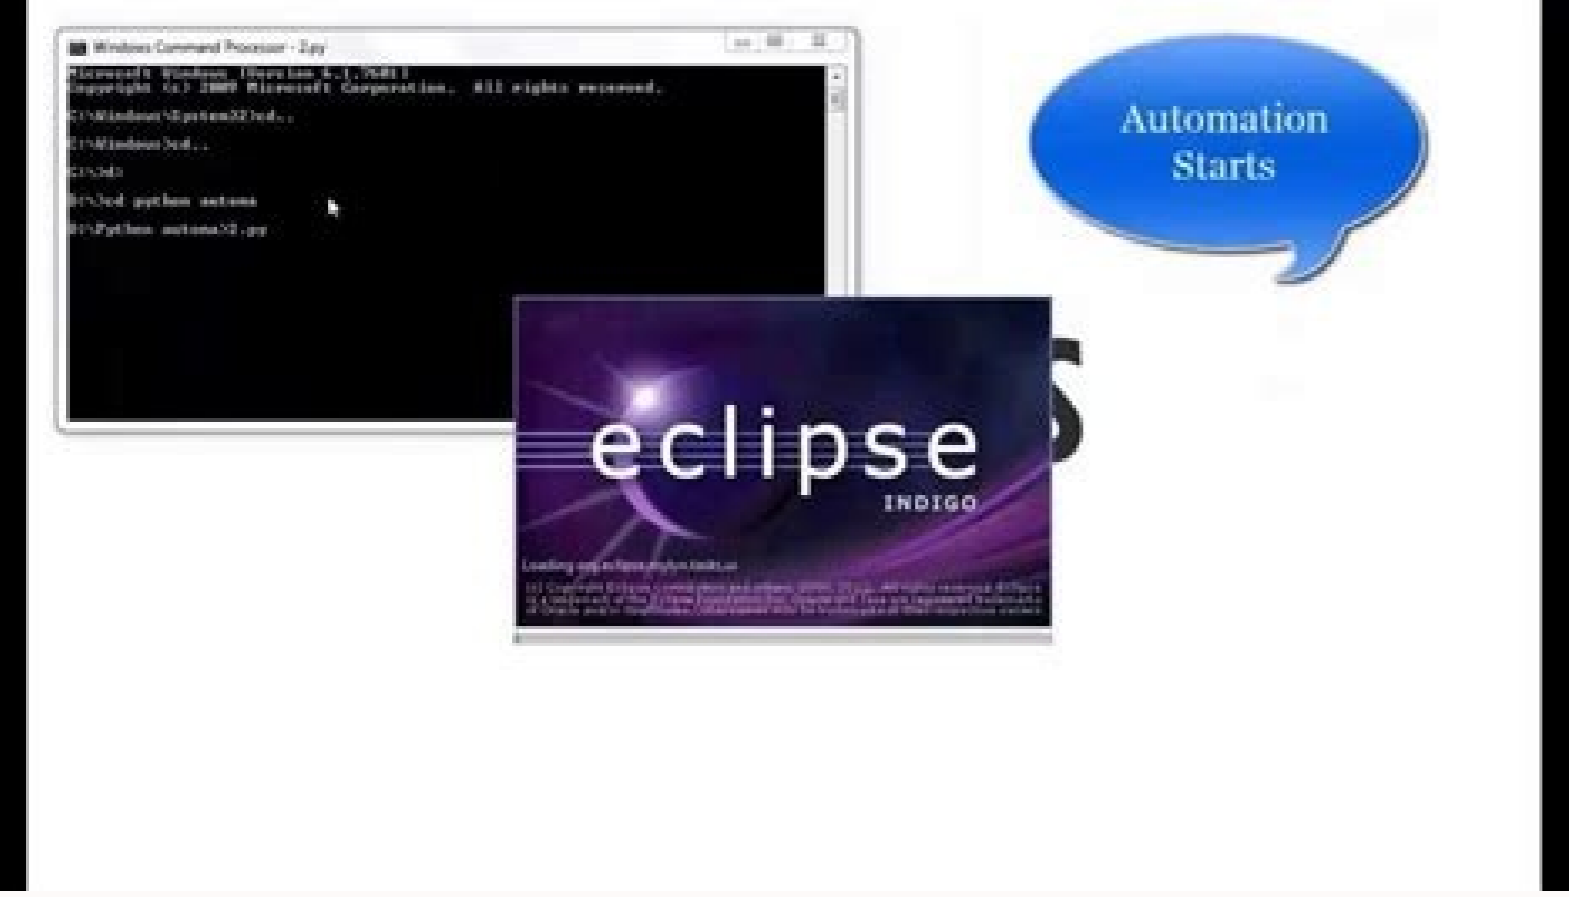 Windows Command Processor - 2.py
Microsoft Windows [Version 6.1.7601]
Copyright (c) 2009 Microsoft Corporation. All rights reserved.
C:\Windows\System32>cd..
C:\Windows>cd..
C:\>d:
D:\>cd python automa
D:\Python automa>2.py
Automation
Starts
eclipse
INDIGO
Loading